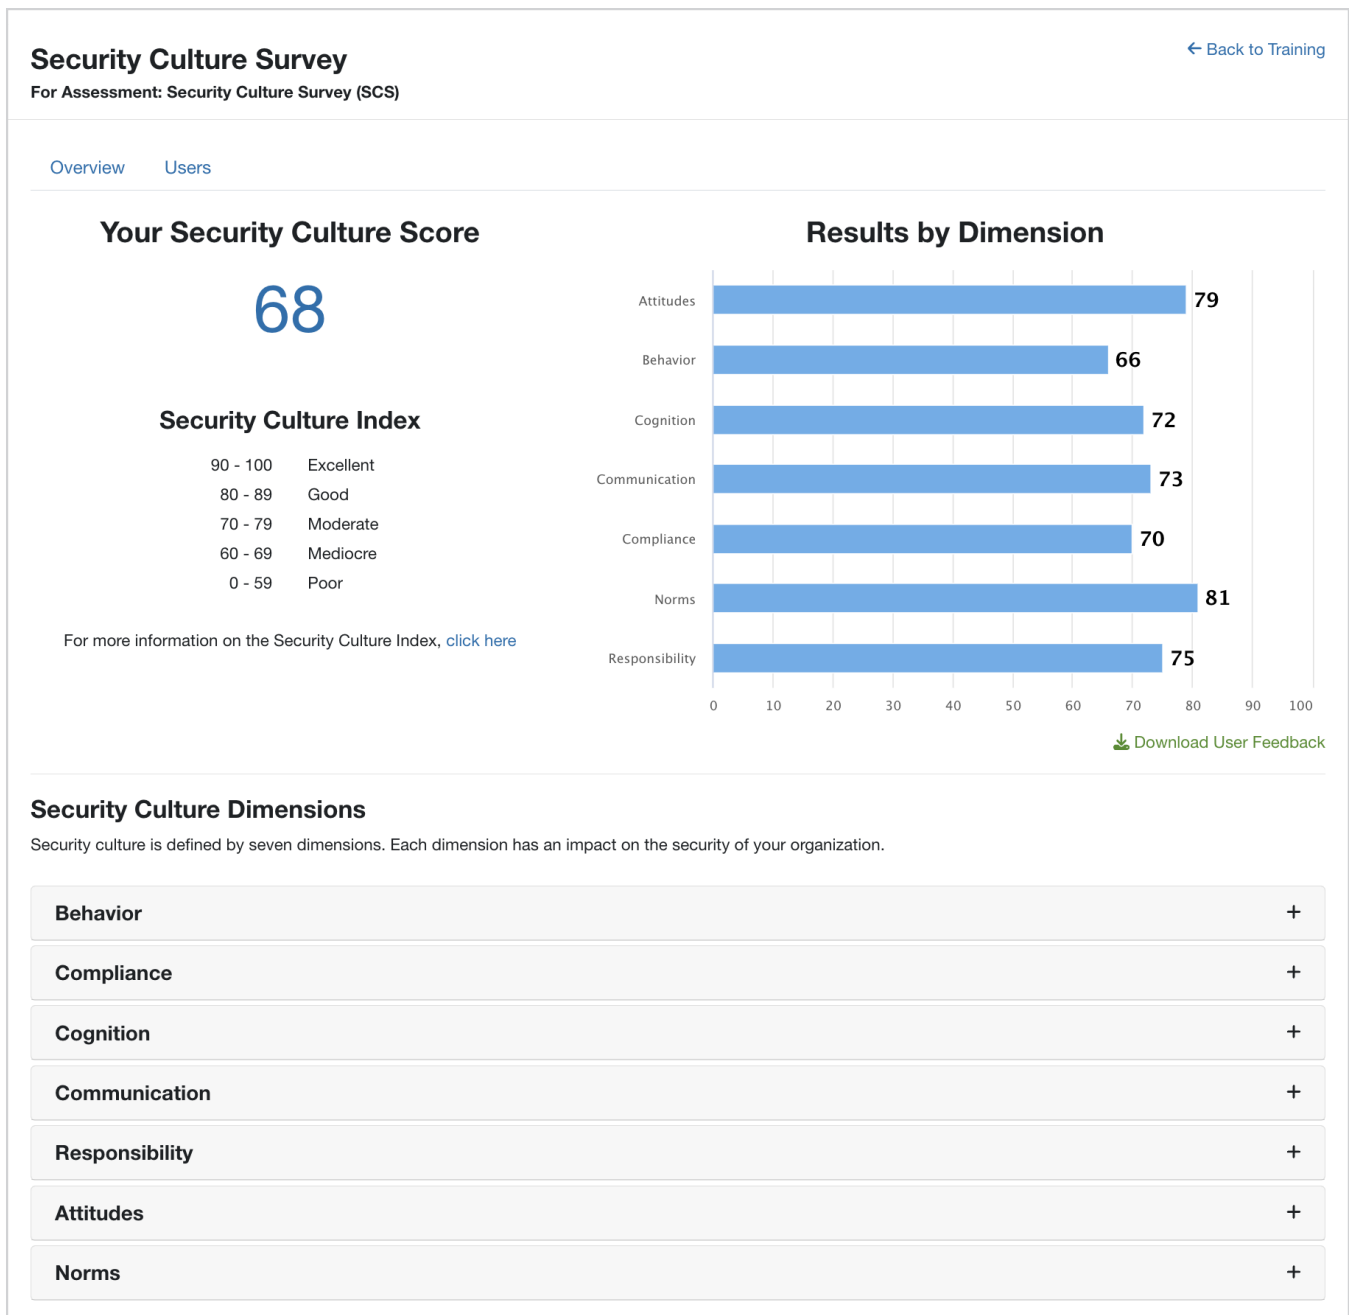 Security Culture Survey
← Back to Training
For Assessment: Security Culture Survey (SCS)
Overview Users
Your Security Culture Score
68
Security Culture Index
90 - 100 Excellent
80 - 89 Good
70 - 79 Moderate
60 - 69 Mediocre
0 - 59 Poor
For more information on the Security Culture Index, click here
Results by Dimension
Attitudes 79
Behavior 66
Cognition 72
Communication 73
Compliance 70
Norms 81
Responsibility 75
0 10 20 30 40 50 60 70 80 90 100
Download User Feedback
Security Culture Dimensions
Security culture is defined by seven dimensions. Each dimension has an impact on the security of your organization.
Behavior +
Compliance +
Cognition +
Communication +
Responsibility +
Attitudes +
Norms +